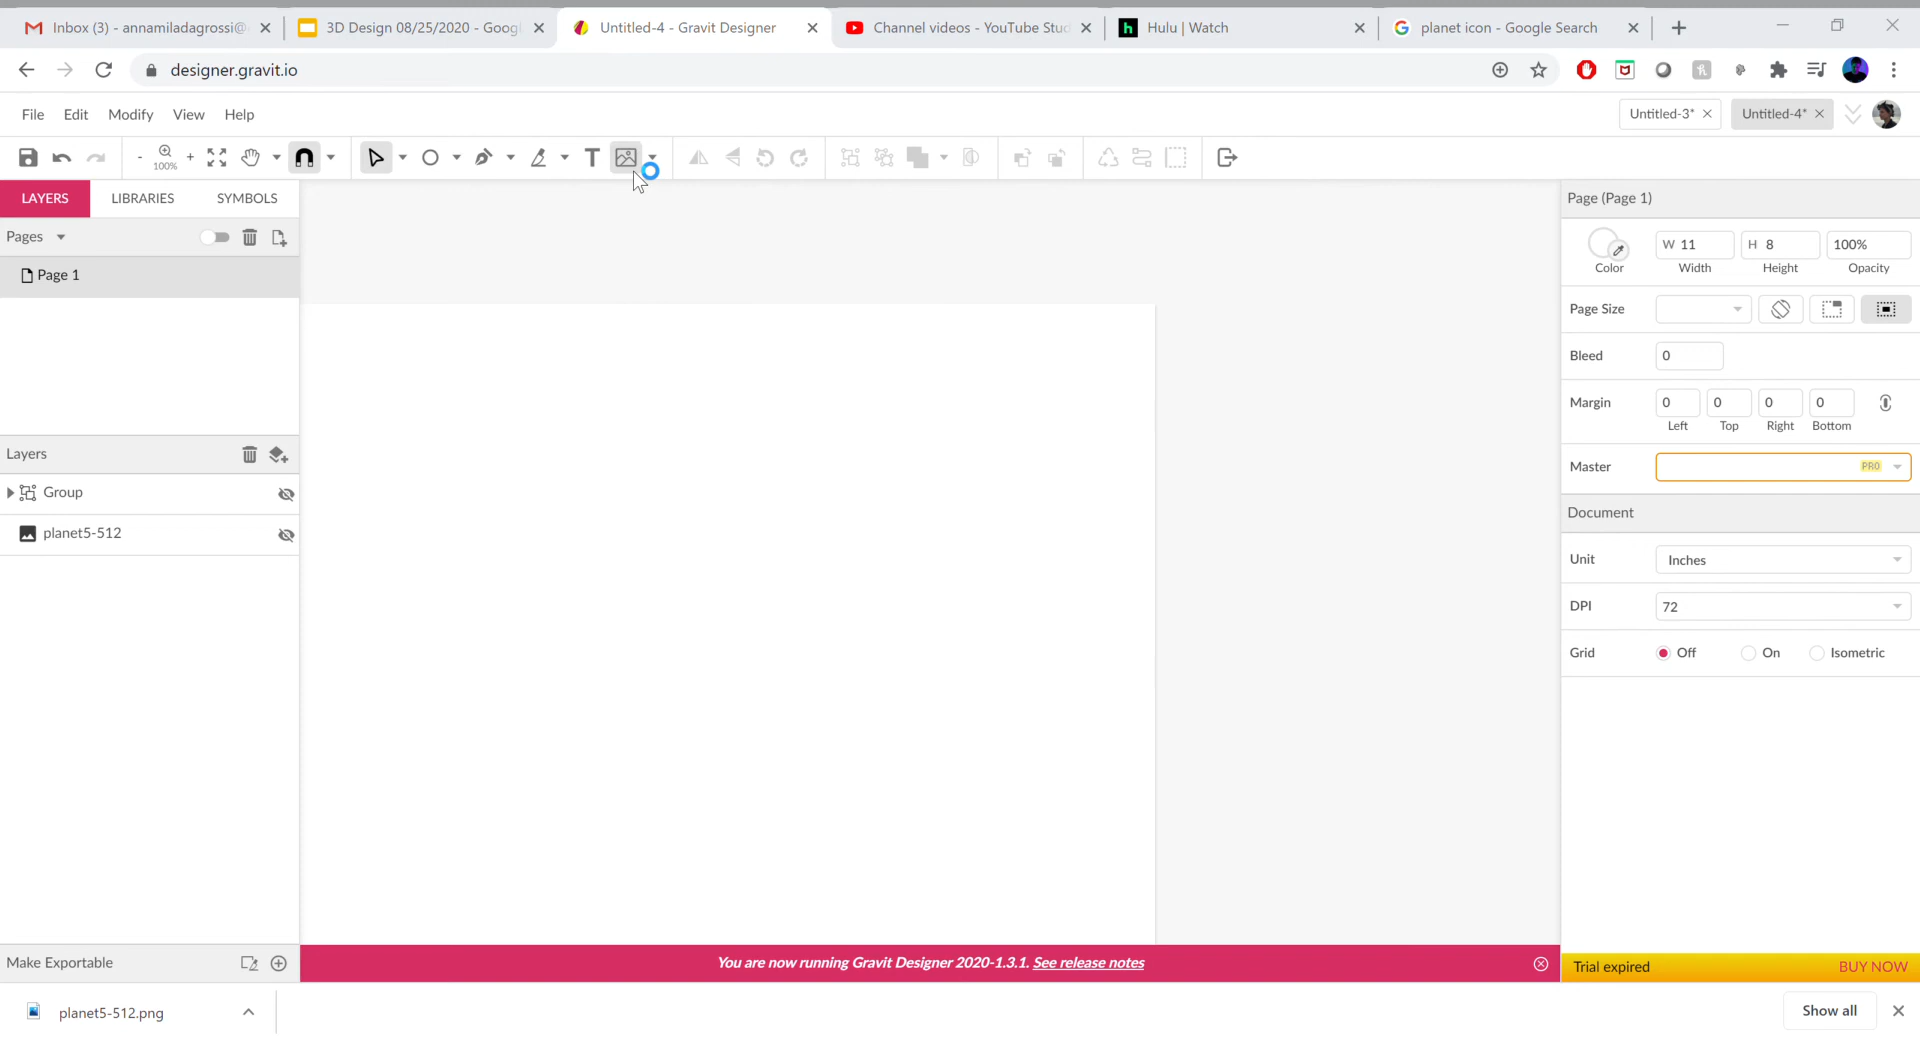 Inbox (3) - annamiladagrossi@
3D Design 08/25/2020 - Googl
Untitled-4 - Gravit Designer
Channel videos - YouTube Stud
Hulu | Watch
planet icon - Google Search
designer.gravit.io
File Edit Modify View Help
Untitled-3*
Untitled-4*
- 100% +
T
LAYERS LIBRARIES SYMBOLS
Pages
Page 1
Layers
Group
planet5-512
Make Exportable
Page (Page 1)
W 11 H 8 100%
Color Width Height Opacity
Page Size
Bleed 0
Margin 0 0 0 0
Left Top Right Bottom
Master PRO
Document
Unit Inches
DPI 72
Grid Off On Isometric
You are now running Gravit Designer 2020-1.3.1. See release notes
Trial expired BUY NOW
planet5-512.png
Show all